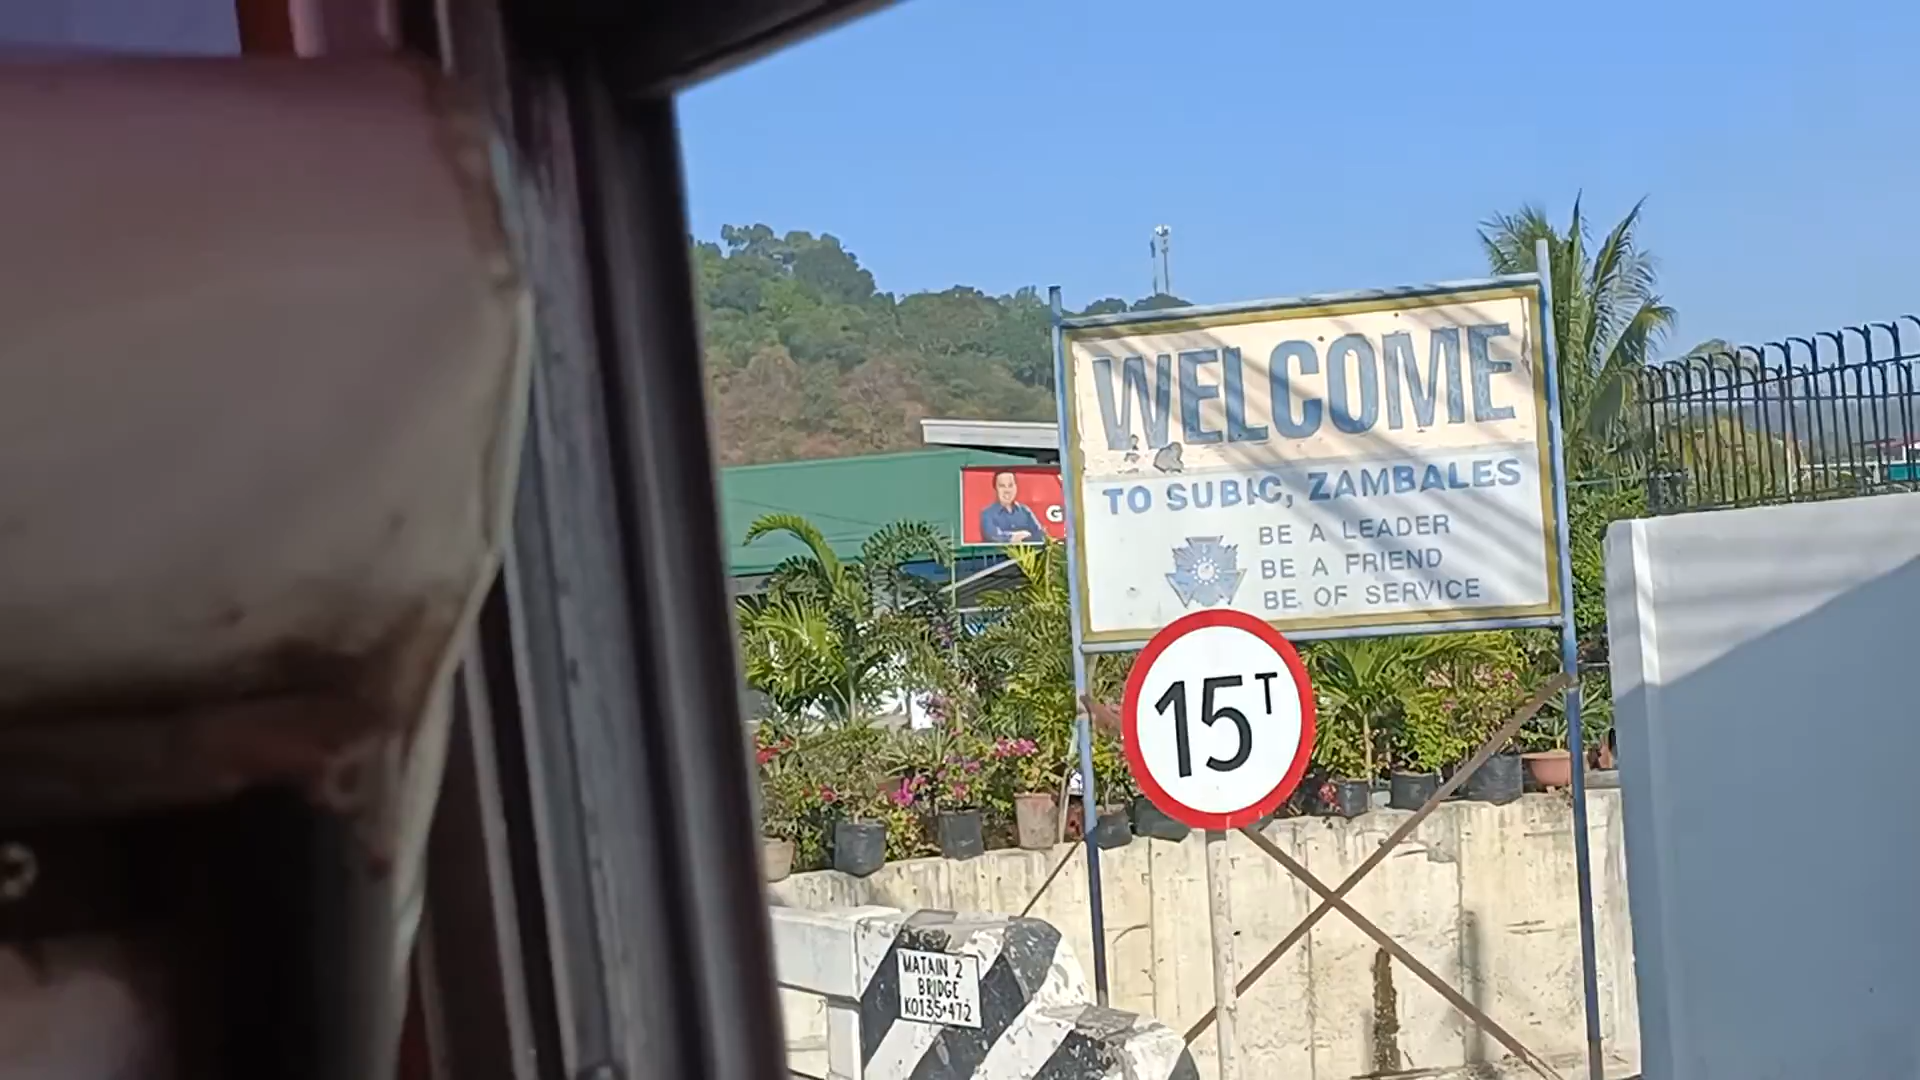 WELCOME
TO SUBIC, ZAMBALES
BE A LEADER
BE A FRIEND
BE OF SERVICE
15T
G
MATAIN 2
BRIDGE
K0135+472